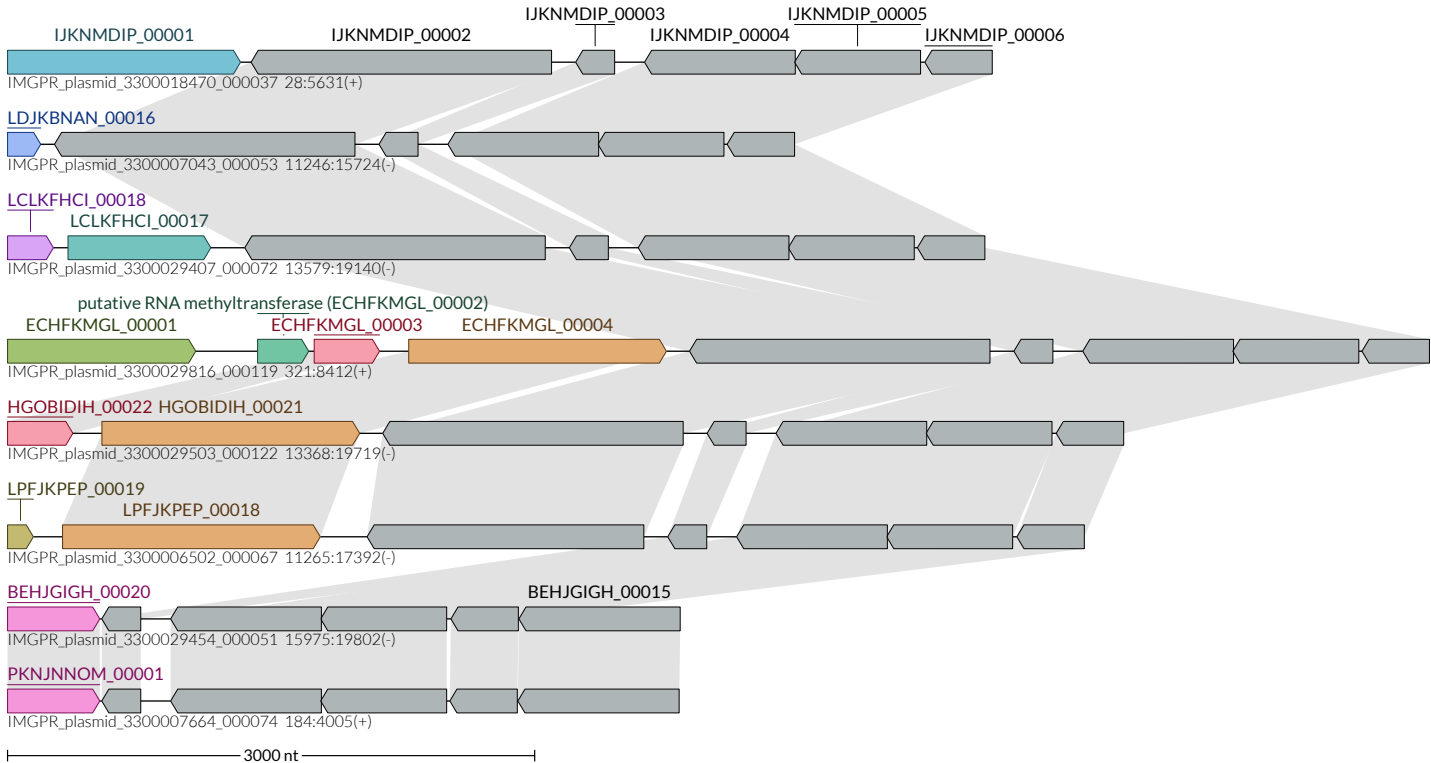 IJKNMDIP_00003 IJKNMDIP_00005
IJKNMDIP_00001 IJKNMDIP_00002 IJKNMDIP_00004 IJKNMDIP_00006
IMGPR_plasmid_3300018470_000037 28:5631(+)
LDJKBNAN_00016
IMGPR_plasmid_3300007043_000053 11246:15724(-)
LCLKFHCI_00018
LCLKFHCI_00017
IMGPR_plasmid_3300029407_000072 13579:19140(-)
putative RNA methyltransferase (ECHFKMGL_00002)
ECHFKMGL_00001 ECHFKMGL_00003 ECHFKMGL_00004
IMGPR_plasmid_3300029816_000119 321:8412(+)
HGOBIDIH_00022 HGOBIDIH_00021
IMGPR_plasmid_3300029503_000122 13368:19719(-)
LPFJKPEP_00019
LPFJKPEP_00018
IMGPR_plasmid_3300006502_000067 11265:17392(-)
BEHJGIGH_00020 BEHJGIGH_00015
IMGPR_plasmid_3300029454_000051 15975:19802(-)
PKNJNNOM_00001
IMGPR_plasmid_3300007664_000074 184:4005(+)
3000 nt